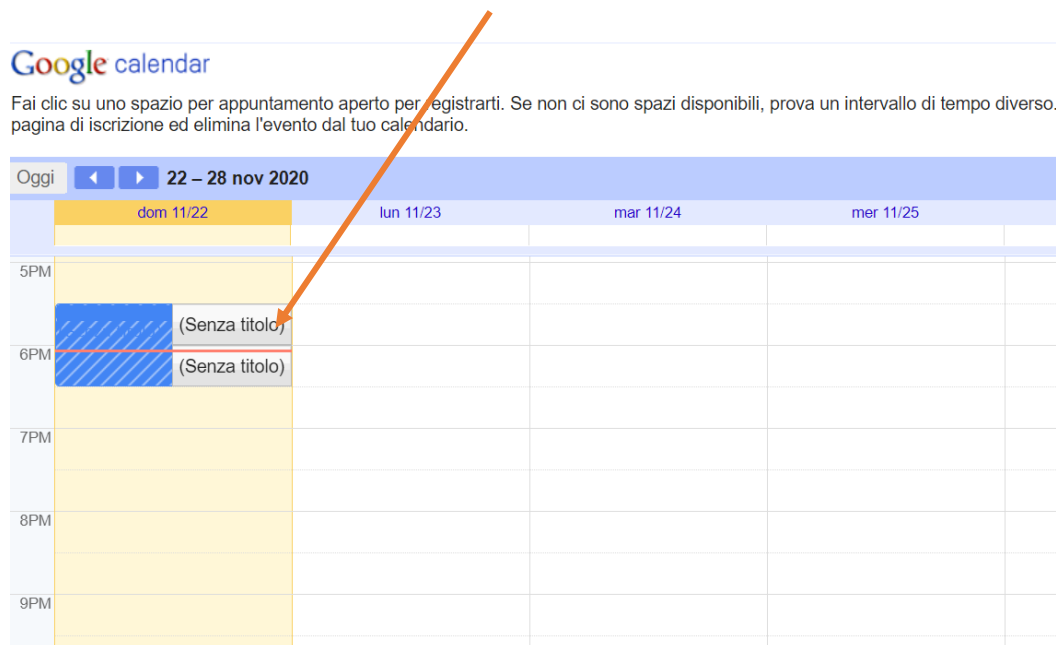 Google calendar
Fai clic su uno spazio per appuntamento aperto per registrarti. Se non ci sono spazi disponibili, prova un intervallo di tempo diverso.
pagina di iscrizione ed elimina l'evento dal tuo calendario.
Oggi 22 – 28 nov 2020
dom 11/22 lun 11/23 mar 11/24 mer 11/25
5PM
(Senza titolo)
6PM
(Senza titolo)
7PM
8PM
9PM